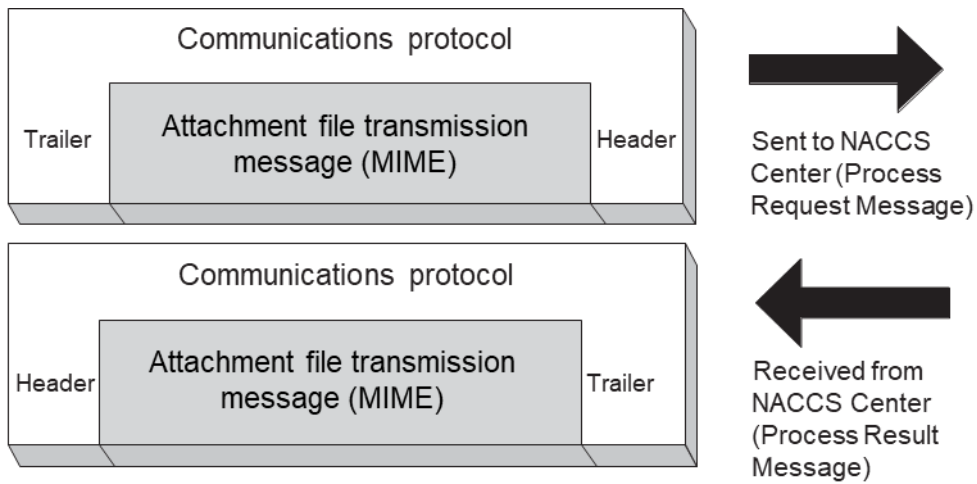 Communications protocol
Trailer
Attachment file transmission
message (MIME)
Header
Sent to NACCS
Center (Process
Request Message)
Communications protocol
Header
Attachment file transmission
message (MIME)
Trailer
Received from
NACCS Center
(Process Result
Message)